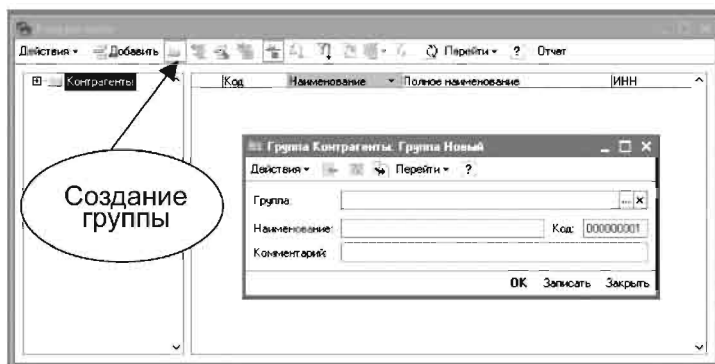 Действия Добавить Перейти ? Отчет
Контрагенты
Код Наименование Полное наименование ИНН
Группа Контрагенты: Группа Новый
Действия Перейти ?
Группа:
Наименование: Код: 000000001
Комментарий:
OK Записать Закрыть
Создание
группы